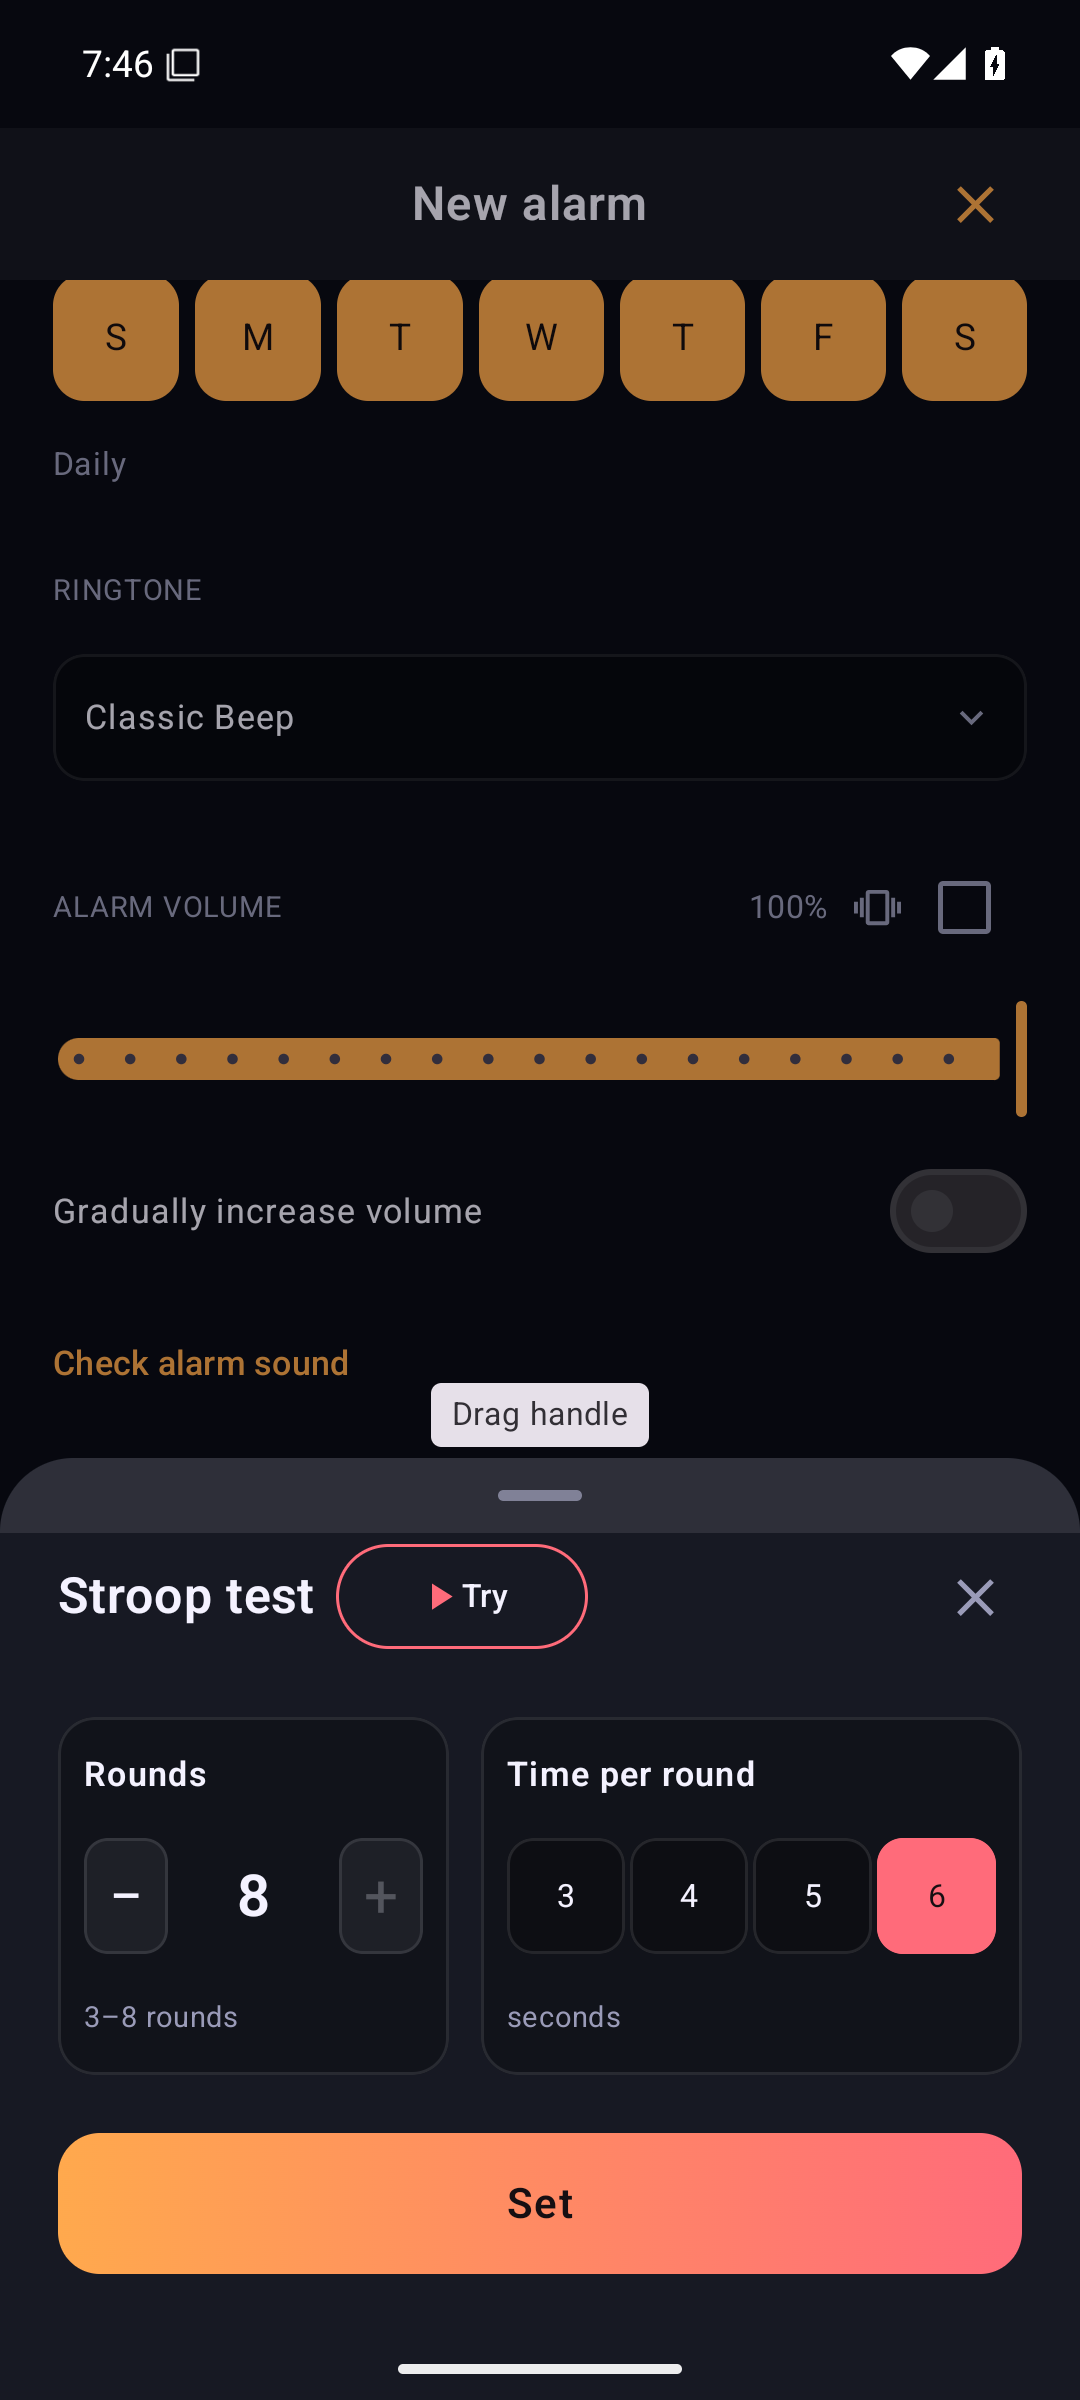 7:46
New alarm
S M T W T F S
Daily
RINGTONE
Classic Beep
ALARM VOLUME 100%
Gradually increase volume
Check alarm sound
Drag handle
Stroop test Try
Rounds
− 8 +
3–8 rounds
Time per round
3 4 5 6
seconds
Set